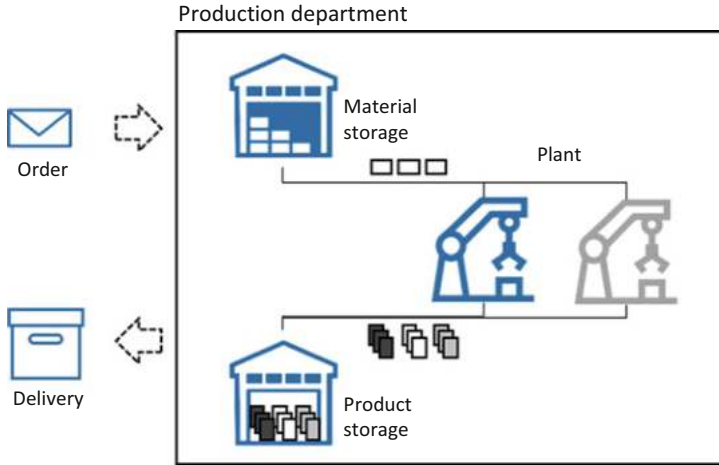 Production department
Material
storage
Plant
Order
Delivery
Product
storage